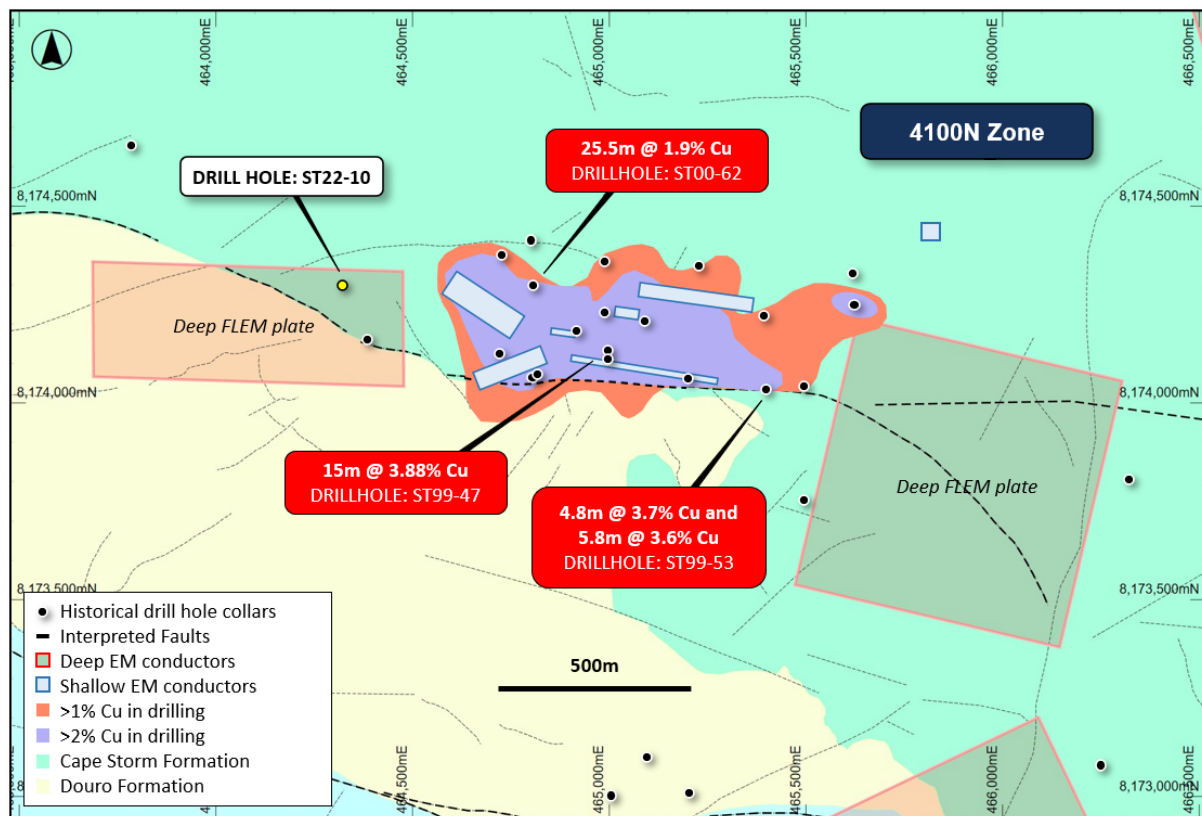 464,000mE
464,500mE
465,000mE
465,500mE
466,000mE
466,500mE
4100N Zone
25.5m @ 1.9% Cu
DRILLHOLE: ST00-62
DRILL HOLE: ST22-10
8,174,500mN
8,174,500mN
Deep FLEM plate
8,174,000mN
8,174,000mN
15m @ 3.88% Cu
DRILLHOLE: ST99-47
Deep FLEM plate
4.8m @ 3.7% Cu and
5.8m @ 3.6% Cu
DRILLHOLE: ST99-53
8,173,500mN
8,173,500mN
Historical drill hole collars
Interpreted Faults
Deep EM conductors
Shallow EM conductors
>1% Cu in drilling
>2% Cu in drilling
Cape Storm Formation
Douro Formation
500m
8,173,000mN
464,500mE
465,000mE
465,500mE
466,000mE